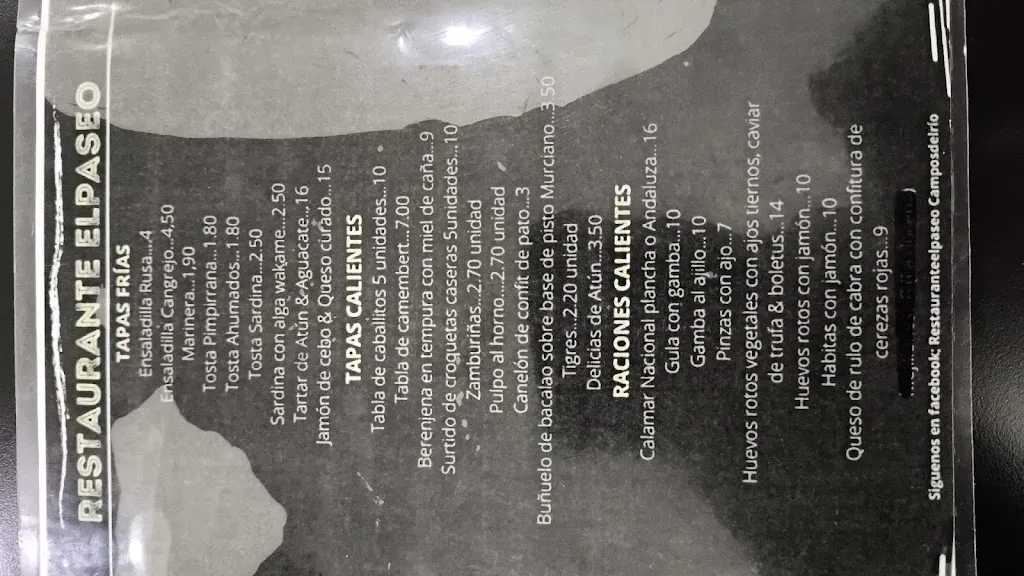 RESTAURANTE ELPASEO
TAPAS FRÍAS
Ensaladilla Rusa...4
Ensaladilla Cangrejo...4,50
Marinera...1.90
Tosta Pimpirrana...1.80
Tosta Ahumados...1.80
Tosta Sardina...2.50
Sardina con alga wakame...2.50
Tartar de Atún & Aguacate...16
Jamón de cebo & Queso curado...15
TAPAS CALIENTES
Tabla de caballitos 5 unidades...10
Tabla de camembert...7.00
Berenjena en tempura con miel de caña...9
Surtido de croquetas caseras 5unidades...10
Zamburiñas...2.70 unidad
Pulpo al horno...2.70 unidad
Canelón de confit de pato...3
Buñuelo de bacalao sobre base de pisto Murciano....3.50
Tigres...2.20 unidad
Delicias de Atún...3.50
RACIONES CALIENTES
Calamar Nacional plancha o Andaluza...16
Gula con gamba...10
Gamba al ajillo...10
Pinzas con ajo...7
Huevos rotos vegetales con ajos tiernos, caviar
de trufa & boletus...14
Huevos rotos con jamón...10
Habitas con jamón...10
Queso de rulo de cabra con confitura de
cerezas rojas...9
Siguenos en facebook: Restauranteelpaseo Camposdelrio